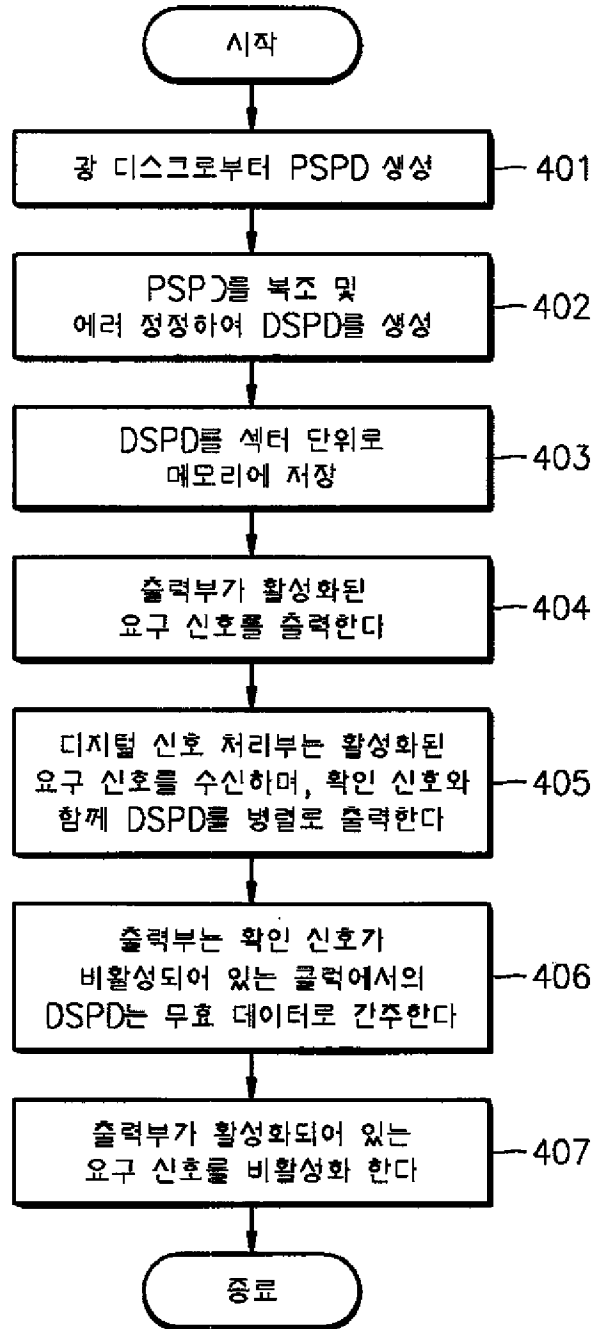 시작
광 디스크로부터 PSPD 생성
401
PSPD를 복조 및
에러 정정하여 DSPD를 생성
402
DSPD를 섹터 단위로
메모리에 저장
403
출력부가 활성화된
요구 신호를 출력한다
404
디지털 신호 처리부는 활성화된
요구 신호를 수신하며, 확인 신호와
함께 DSPD를 병렬로 출력한다
405
출력부는 확인 신호가
비활성되어 있는 클럭에서의
DSPD는 무효 데이터로 간주한다
406
출력부가 활성화되어 있는
요구 신호를 비활성화 한다
407
종료